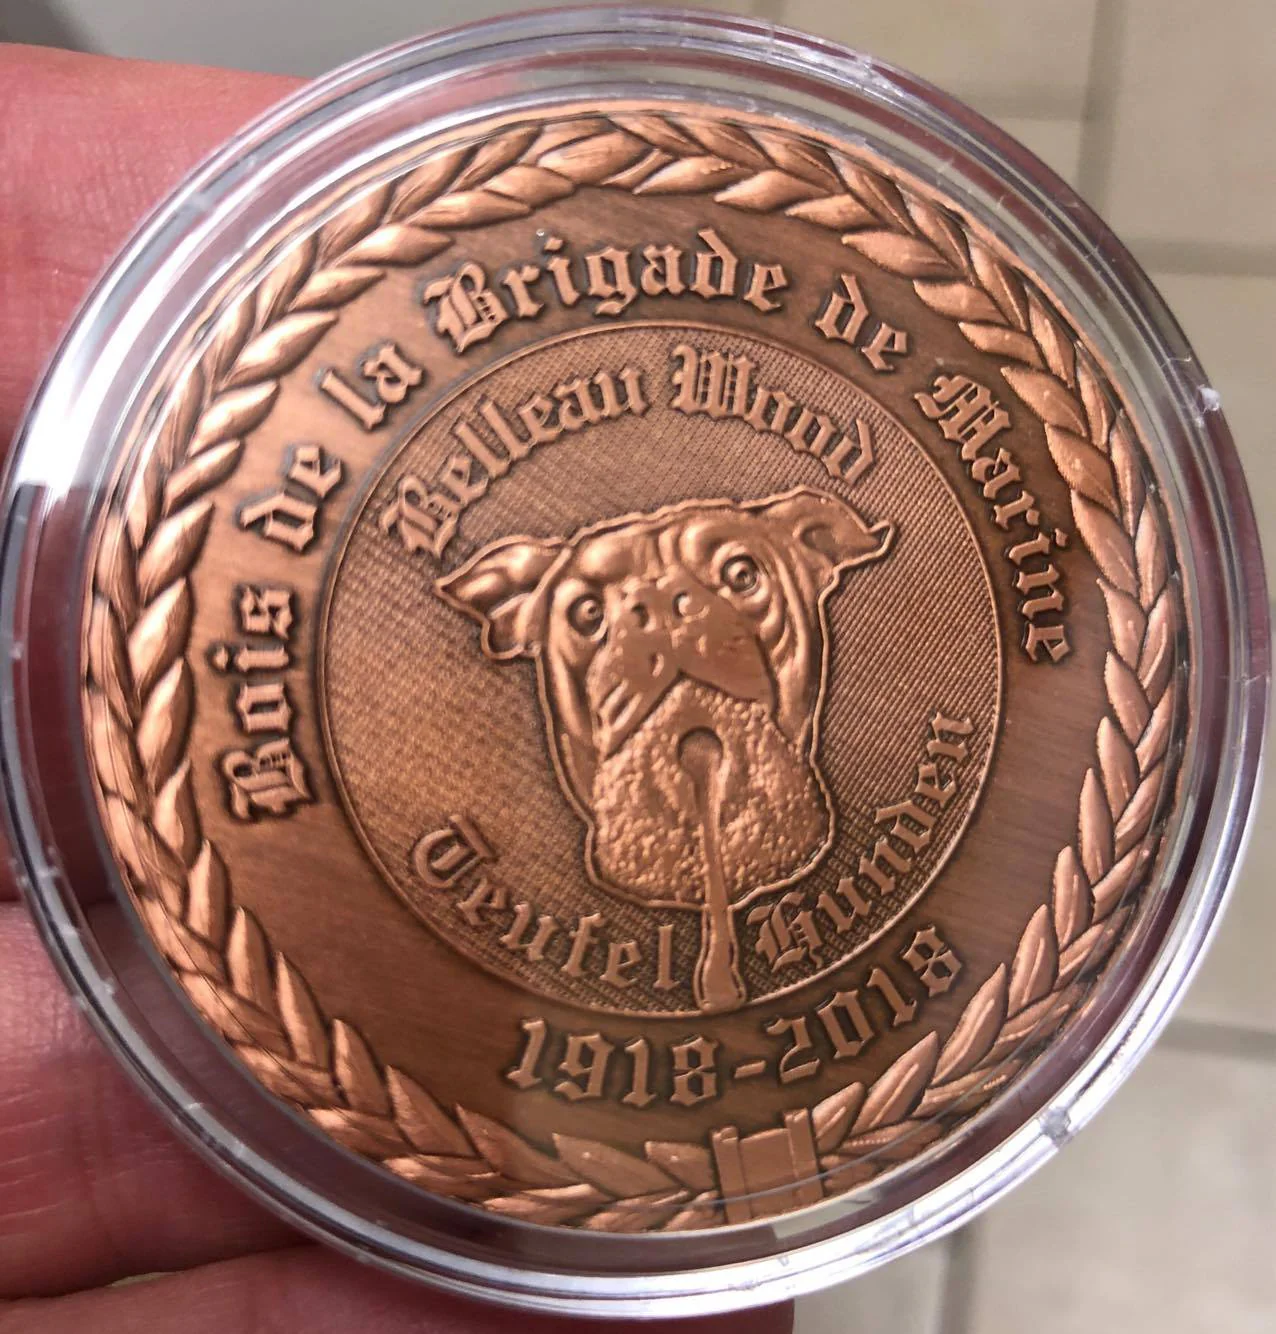 Bois de la Brigade de Marine
Belleau Wood
Teufel Hunden
1918-2018